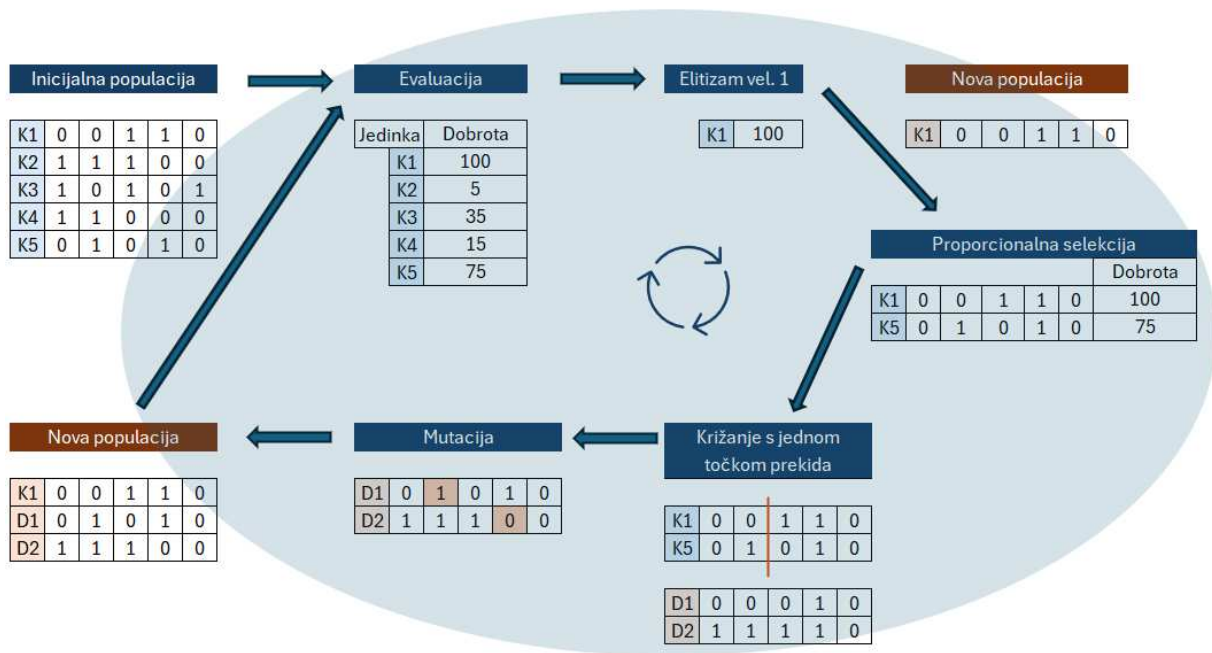 Inicijalna populacija
K1 0 0 1 1 0
K2 1 1 1 0 0
K3 1 0 1 0 1
K4 1 1 0 0 0
K5 0 1 0 1 0
Evaluacija
Jedinka Dobrota
K1 100
K2 5
K3 35
K4 15
K5 75
Elitizam vel. 1
K1 100
Nova populacija
K1 0 0 1 1 0
Proporcionalna selekcija
Dobrota
K1 0 0 1 1 0 100
K5 0 1 0 1 0 75
Križanje s jednom
točkom prekida
K1 0 0 1 1 0
K5 0 1 0 1 0
D1 0 0 0 1 0
D2 1 1 1 1 0
Mutacija
D1 0 1 0 1 0
D2 1 1 1 0 0
Nova populacija
K1 0 0 1 1 0
D1 0 1 0 1 0
D2 1 1 1 0 0